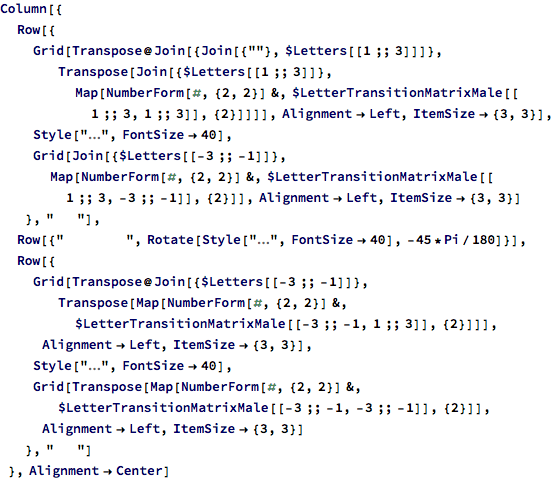 Column[{
Row[{
Grid[Transpose@Join[{Join[{""}, $Letters[[1 ;; 3]]]},
Transpose[Join[{$Letters[[1 ;; 3]]},
Map[NumberForm[#, {2, 2}] &, $LetterTransitionMatrixMale[[
1 ;; 3, 1 ;; 3]], {2}]]]], Alignment → Left, ItemSize → {3, 3}],
Style["…", FontSize → 40],
Grid[Join[{$Letters[[-3 ;; -1]]},
Map[NumberForm[#, {2, 2}] &, $LetterTransitionMatrixMale[[
1 ;; 3, -3 ;; -1]], {2}]], Alignment → Left, ItemSize → {3, 3}]
}, "   "],
Row[{"        ", Rotate[Style["…", FontSize → 40], -45 * Pi / 180]}],
Row[{
Grid[Transpose@Join[{$Letters[[-3 ;; -1]]},
Transpose[Map[NumberForm[#, {2, 2}] &,
$LetterTransitionMatrixMale[[-3 ;; -1, 1 ;; 3]], {2}]]],
Alignment → Left, ItemSize → {3, 3}],
Style["…", FontSize → 40],
Grid[Transpose[Map[NumberForm[#, {2, 2}] &,
$LetterTransitionMatrixMale[[-3 ;; -1, -3 ;; -1]], {2}]],
Alignment → Left, ItemSize → {3, 3}]
}, "   "]
}, Alignment → Center]